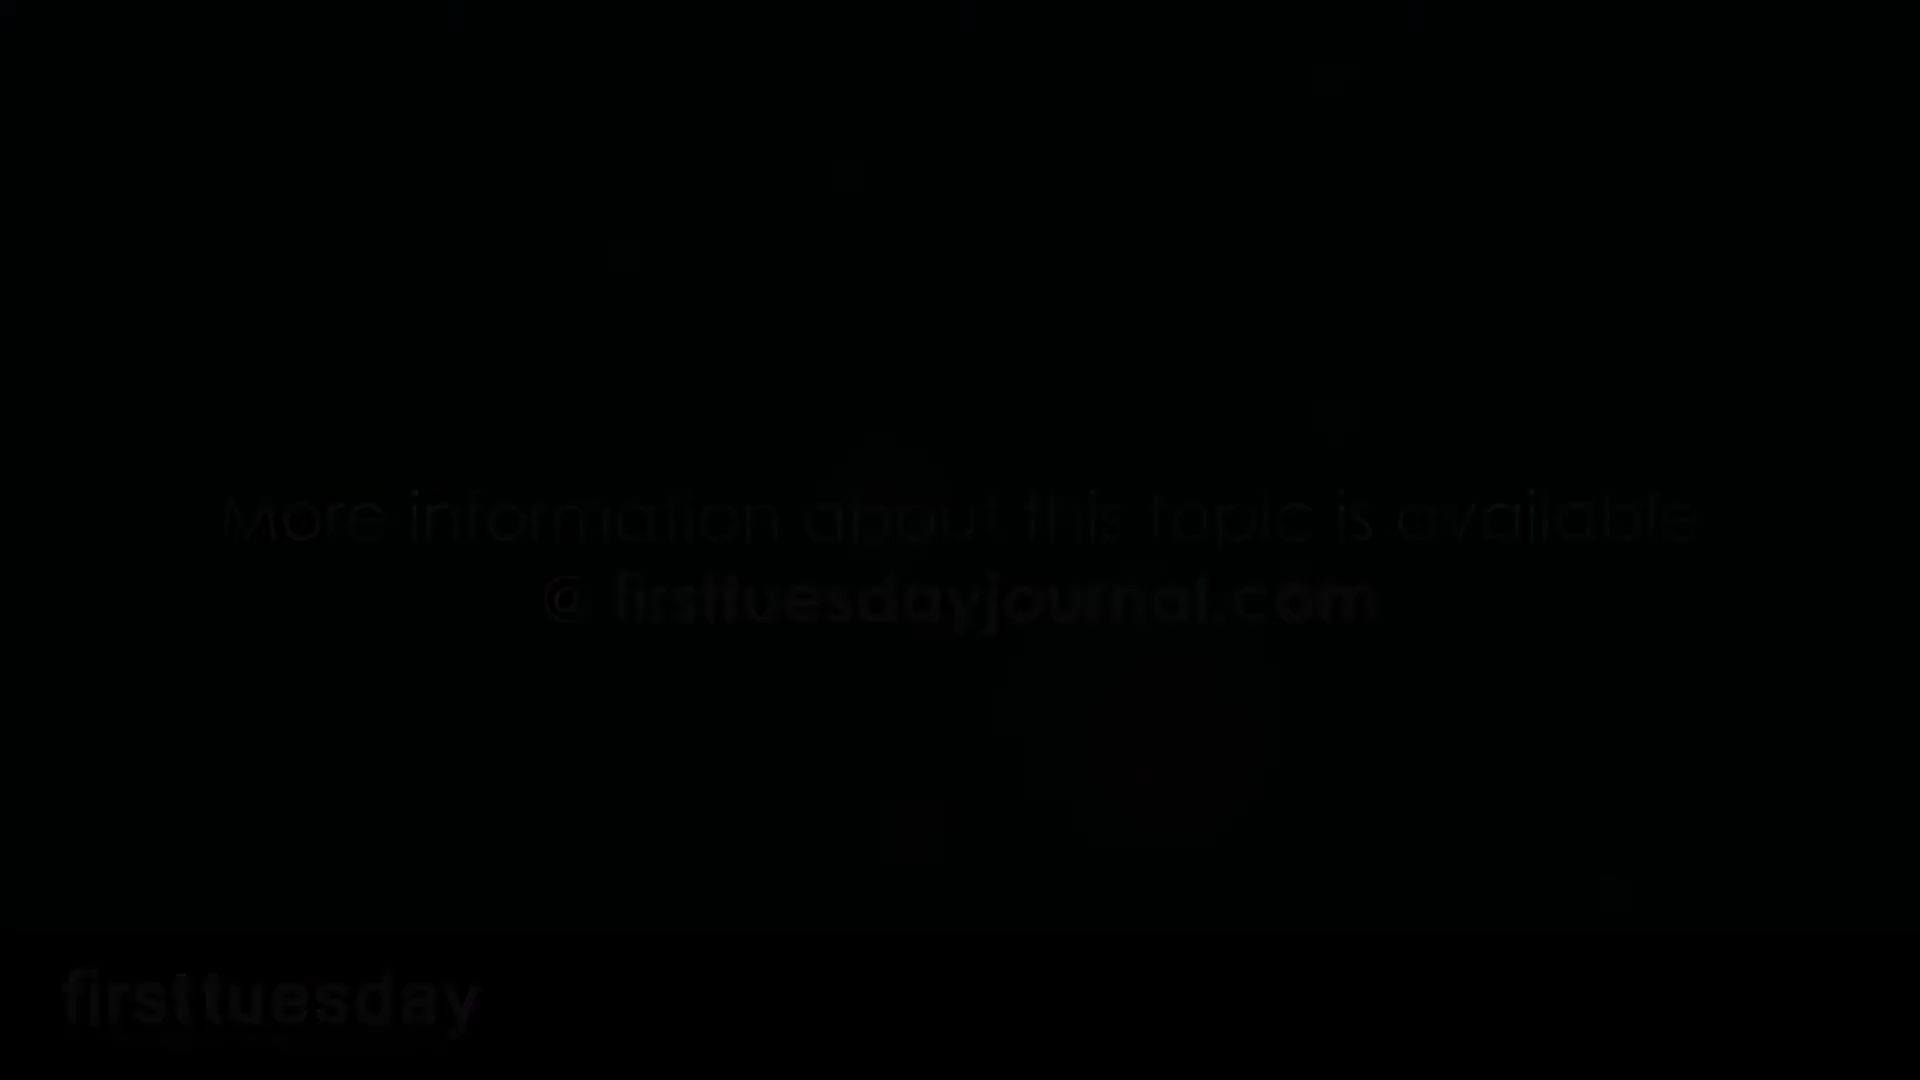 More information about this topic is available
@ firsttuesdayjournal.com
firsttuesday